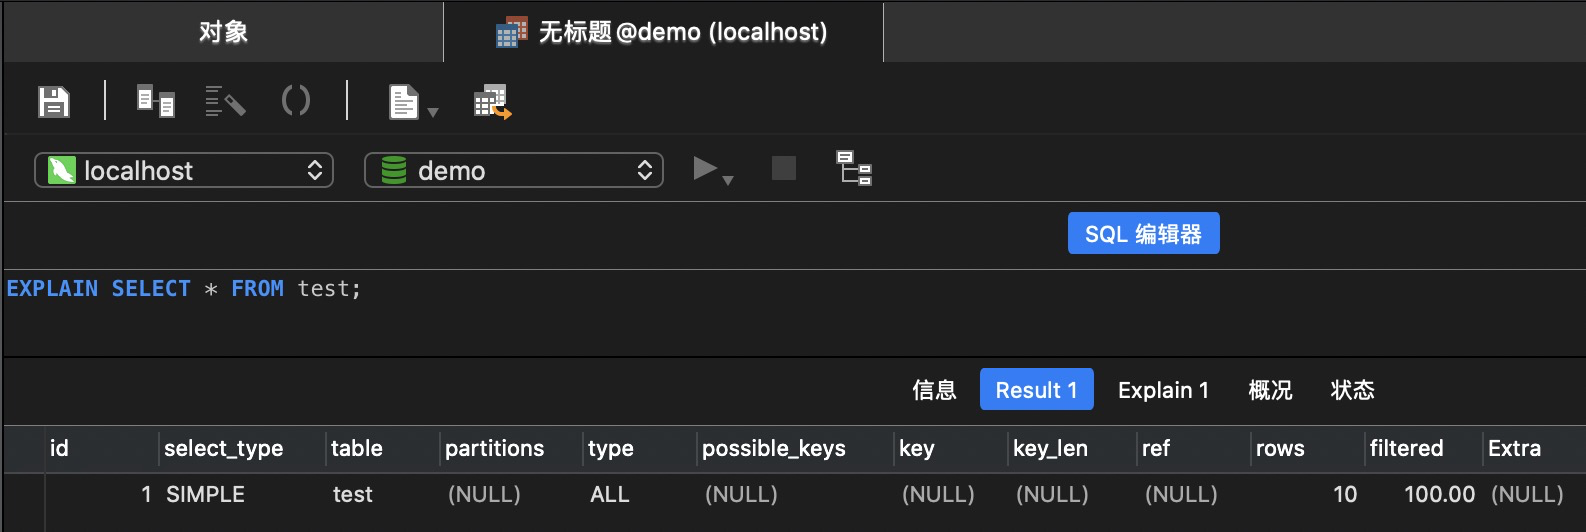 对象
无标题 @demo (localhost)
localhost demo
SQL 编辑器
EXPLAIN SELECT * FROM test;
信息 Result 1 Explain 1 概况 状态
id select_type table partitions type possible_keys key key_len ref rows filtered Extra
1 SIMPLE test (NULL) ALL (NULL) (NULL) (NULL) (NULL) 10 100.00 (NULL)